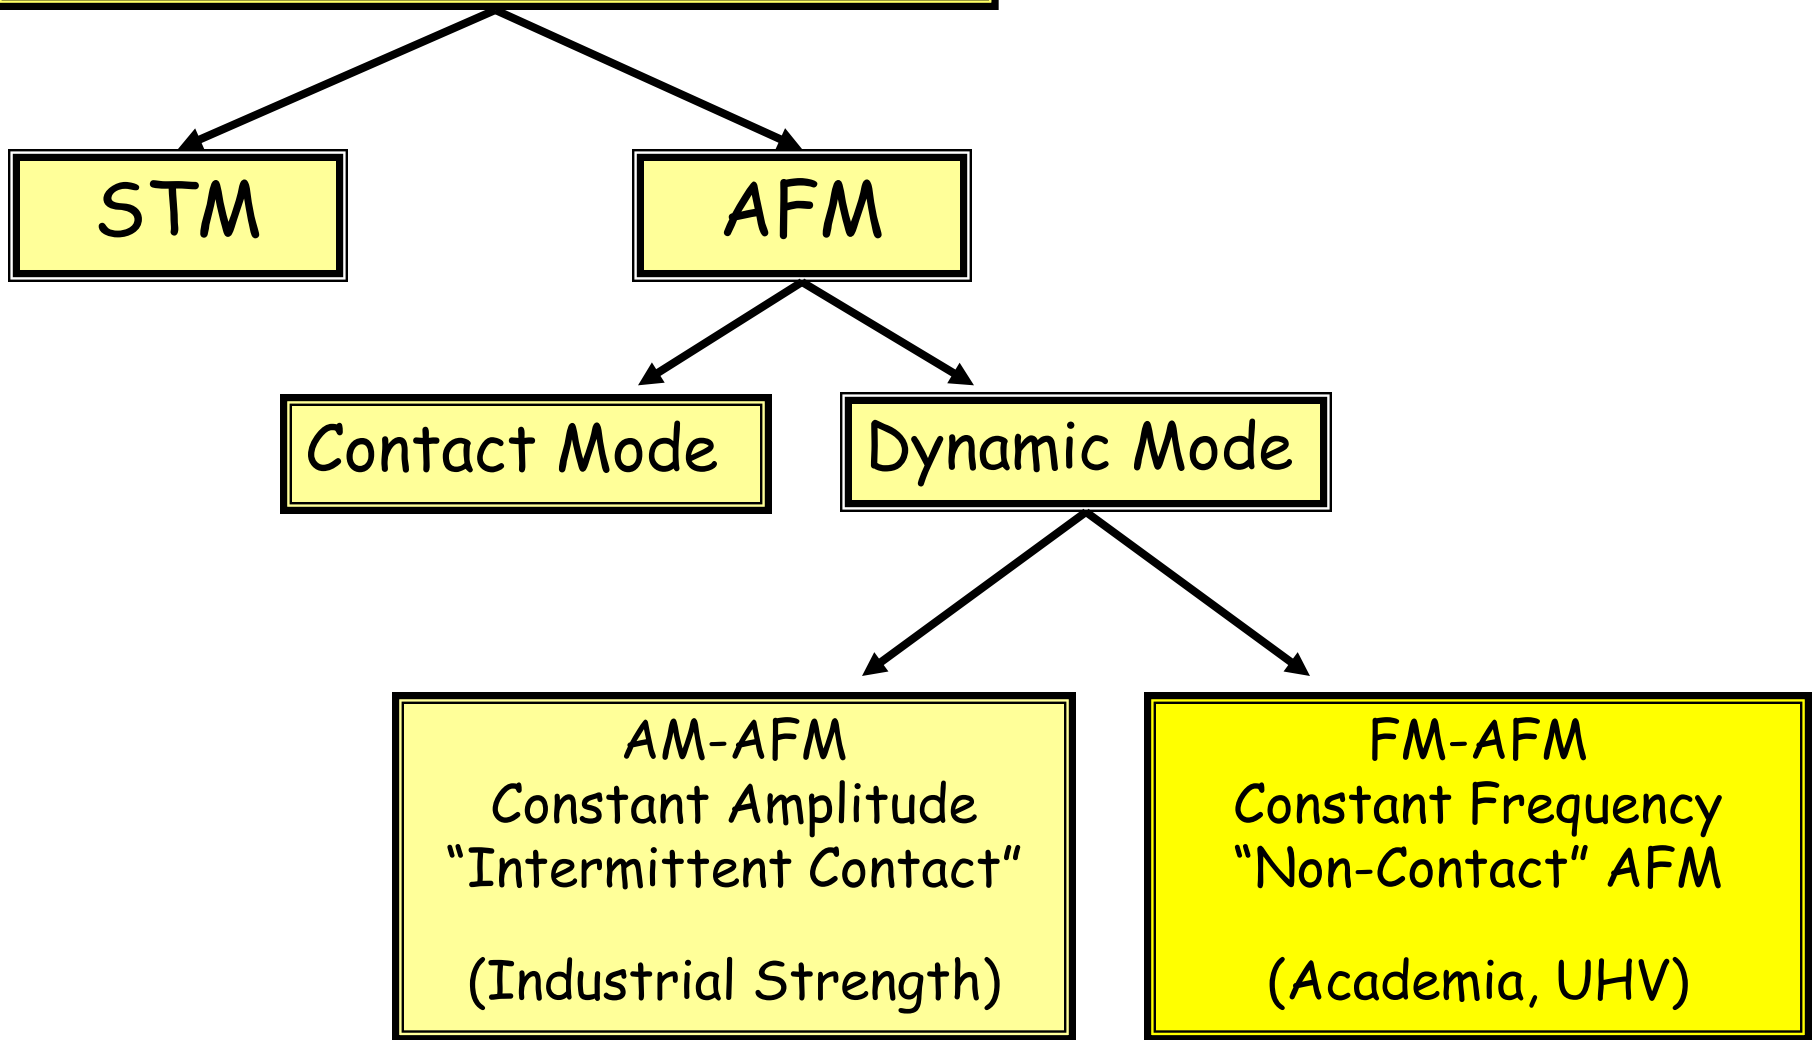 STM
AFM
Contact Mode
Dynamic Mode
AM-AFM
Constant Amplitude
“Intermittent Contact”
(Industrial Strength)
FM-AFM
Constant Frequency
“Non-Contact” AFM
(Academia, UHV)